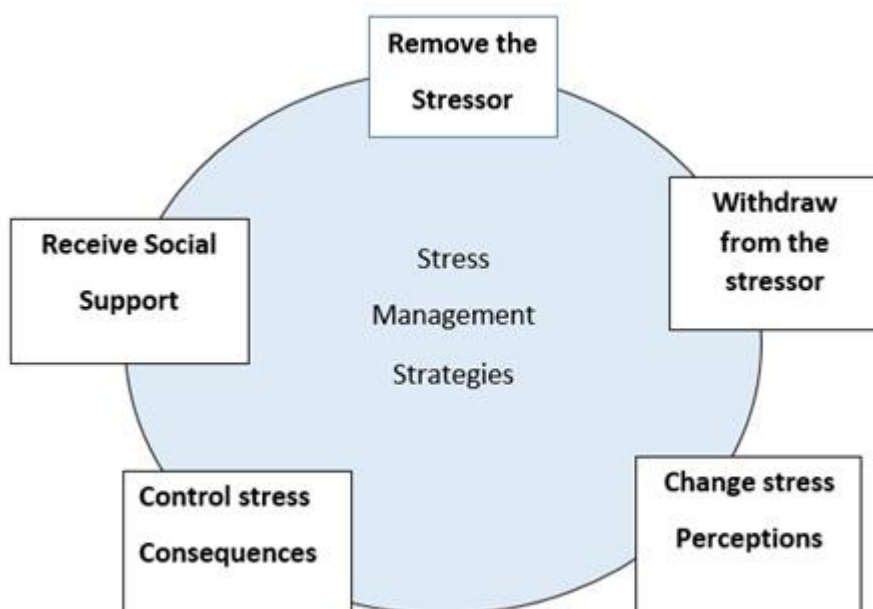 Remove the
Stressor
Withdraw
from the
stressor
Receive Social
Support
Stress
Management
Strategies
Change stress
Perceptions
Control stress
Consequences